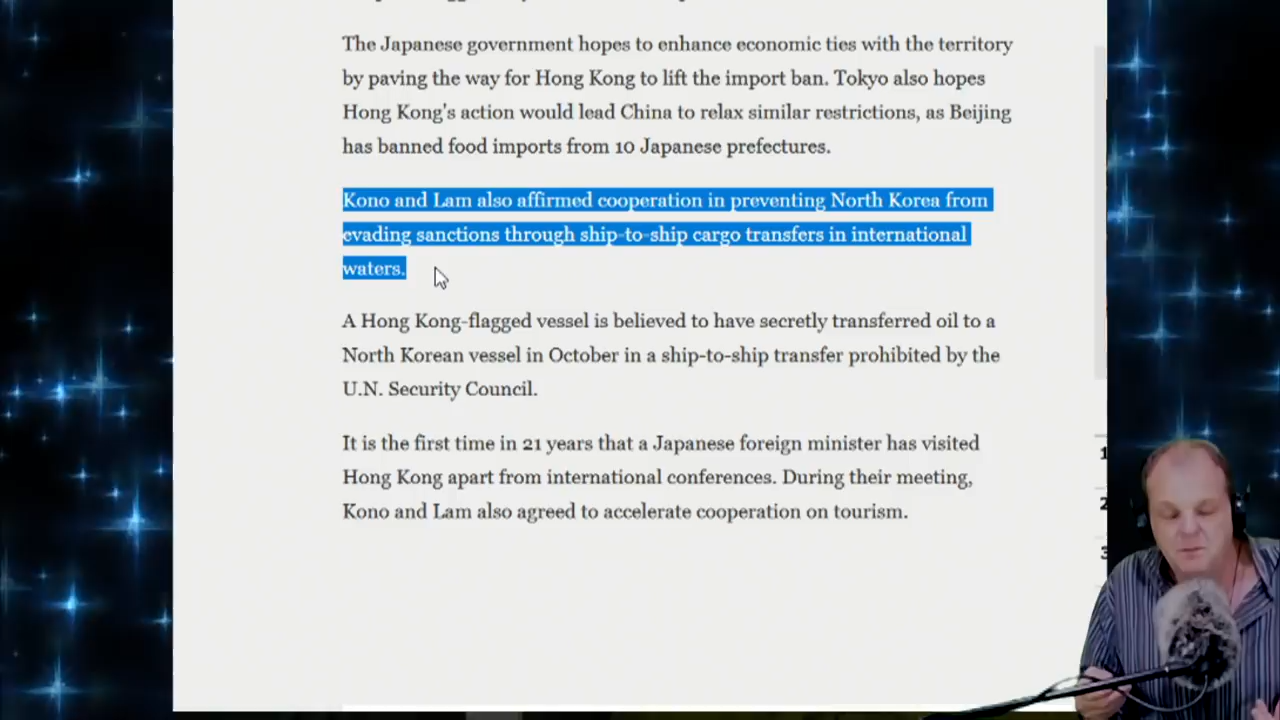 The Japanese government hopes to enhance economic ties with the territory
by paving the way for Hong Kong to lift the import ban. Tokyo also hopes
Hong Kong's action would lead China to relax similar restrictions, as Beijing
has banned food imports from 10 Japanese prefectures.
Kono and Lam also affirmed cooperation in preventing North Korea from
evading sanctions through ship-to-ship cargo transfers in international
waters.
A Hong Kong-flagged vessel is believed to have secretly transferred oil to a
North Korean vessel in October in a ship-to-ship transfer prohibited by the
U.N. Security Council.
It is the first time in 21 years that a Japanese foreign minister has visited
Hong Kong apart from international conferences. During their meeting,
Kono and Lam also agreed to accelerate cooperation on tourism.
1
2
3